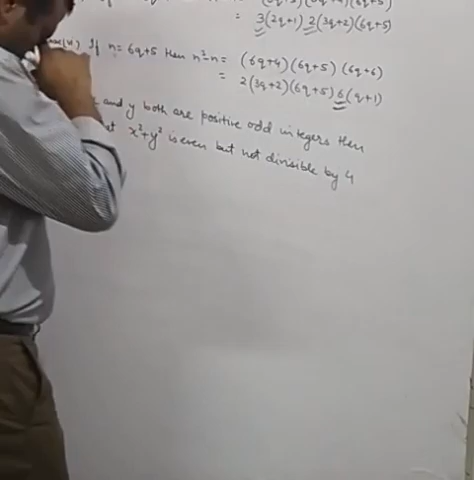 = 3(2q+1) 2(3q+2)(6q+5)
If n = 6q+5 then n³-n = (6q+4)(6q+5)(6q+6)
= 2(3q+2)(6q+5) 6(q+1)
and y both are positive odd integers then
x²+y² is even but not divisible by 4